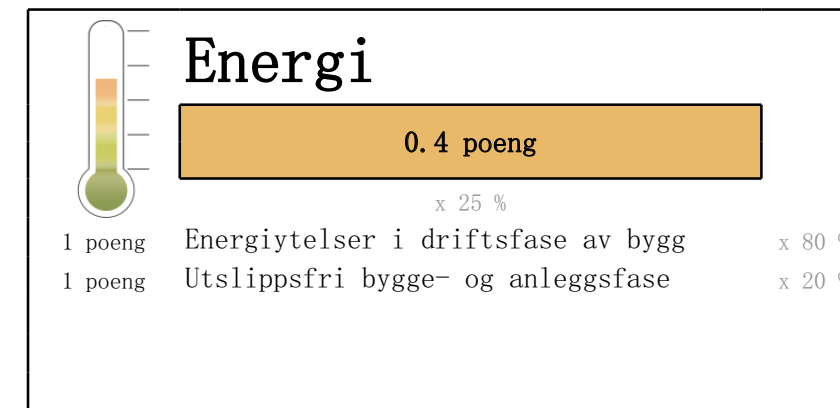 Energi
0.4 poeng
x 25 %
1 poeng Energiytelser i driftsfase av bygg x 80
1 poeng Utslippsfri bygge- og anleggsfase x 20